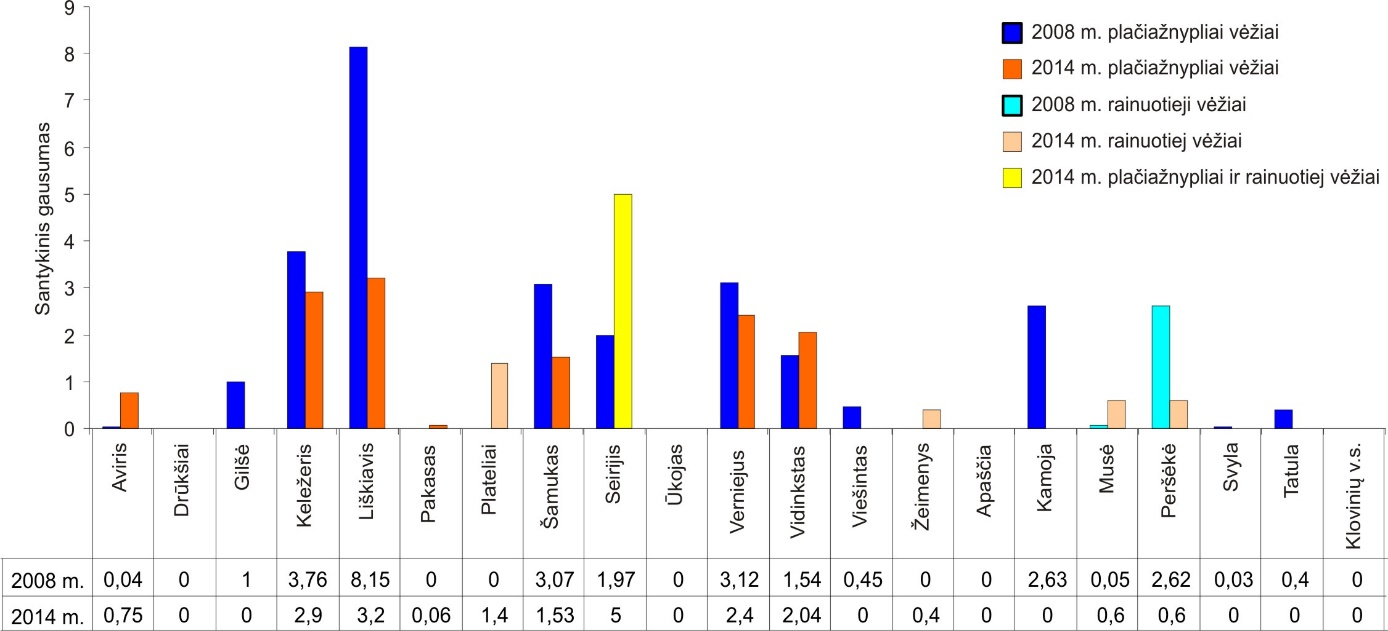 9
8
7
6
5
4
3
2
1
0
Santykinis gausumas
2008 m. plačiažnypliai vėžiai
2014 m. plačiažnypliai vėžiai
2008 m. rainuotieji vėžiai
2014 m. rainuotiej vėžiai
2014 m. plačiažnypliai ir rainuotiej vėžiai
Aviris Drūkšiai Gilšė Keležeris Liškiavis Pakasas Plateliai Šamukas Seirijis Ūkojas Verniejus Vidinkstas Viešintas Žeimenys Apaščia Kamoja Musė Peršėkė Svyla Tatula Klovinių v.s.
2008 m. 0,04 0 1 3,76 8,15 0 0 3,07 1,97 0 3,12 1,54 0,45 0 0 2,63 0,05 2,62 0,03 0,4 0
2014 m. 0,75 0 0 2,9 3,2 0,06 1,4 1,53 5 0 2,4 2,04 0 0,4 0 0 0,6 0,6 0 0 0